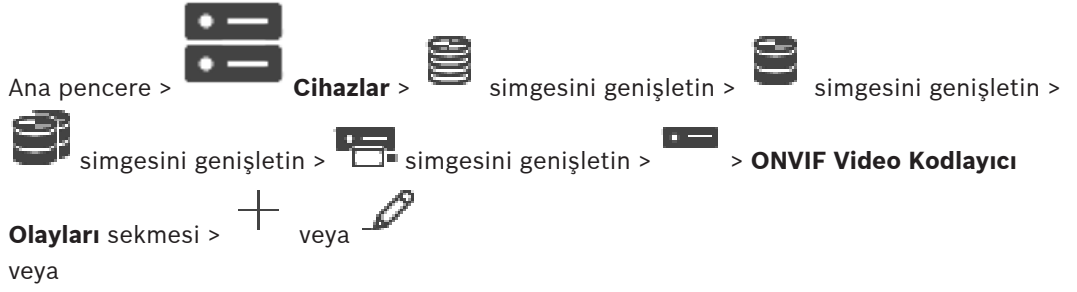 Ana pencere > Cihazlar > simgesini genişletin > simgesini genişletin >
simgesini genişletin > simgesini genişletin > > ONVIF Video Kodlayıcı
Olayları sekmesi > veya
veya